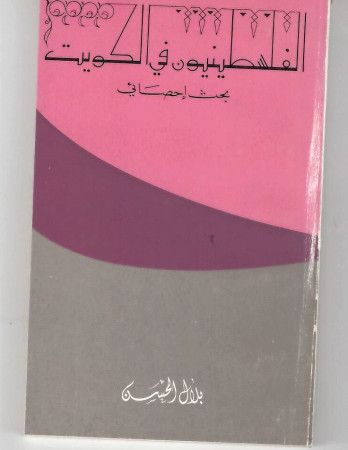 الفلسطينيون في الكويت
بحث إحصائي
بلال الحسن